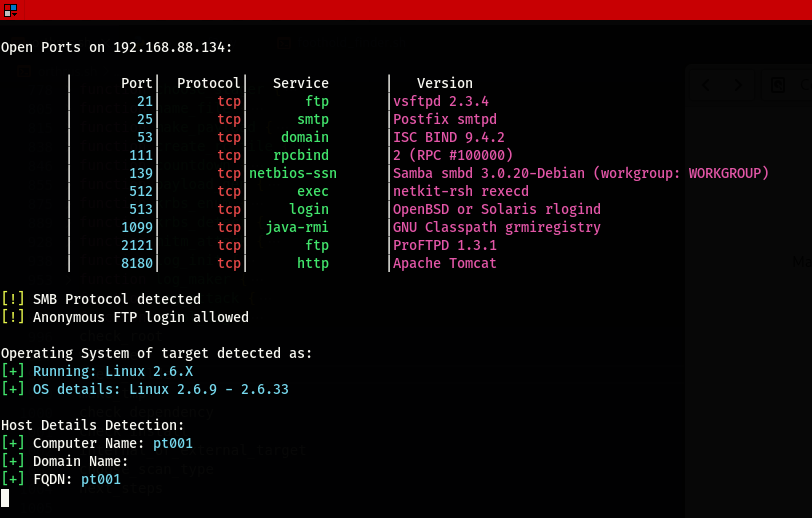 Open Ports on 192.168.88.134:
| Port| Protocol| Service | Version
| 21| tcp| ftp |vsftpd 2.3.4
| 25| tcp| smtp |Postfix smtpd
| 53| tcp| domain |ISC BIND 9.4.2
| 111| tcp| rpcbind |2 (RPC #100000)
| 139| tcp|netbios-ssn |Samba smbd 3.0.20-Debian (workgroup: WORKGROUP)
| 512| tcp| exec |netkit-rsh rexecd
| 513| tcp| login |OpenBSD or Solaris rlogind
| 1099| tcp| java-rmi |GNU Classpath grmiregistry
| 2121| tcp| ftp |ProFTPD 1.3.1
| 8180| tcp| http |Apache Tomcat
[!] SMB Protocol detected
[!] Anonymous FTP login allowed
Operating System of target detected as:
[+] Running: Linux 2.6.X
[+] OS details: Linux 2.6.9 - 2.6.33
Host Details Detection:
[+] Computer Name: pt001
[+] Domain Name:
[+] FQDN: pt001